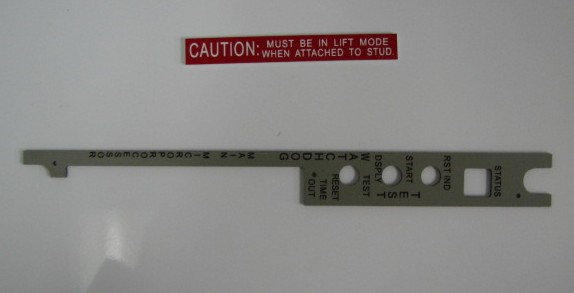 CAUTION: MUST BE IN LIFT MODE
WHEN ATTACHED TO STUD.
STATUS
RST IND
TEST
START
DSPLY TEST
RESET
TIME
OUT
WATCHDOG
MAIN MICROPROCESSOR